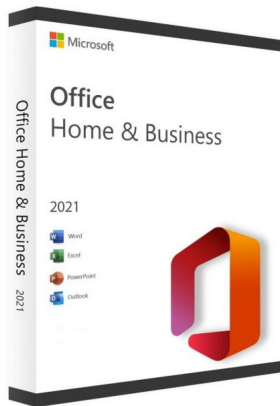 Microsoft
Office
Home & Business
2021
Word
Excel
PowerPoint
Outlook
Office Home & Business 2021